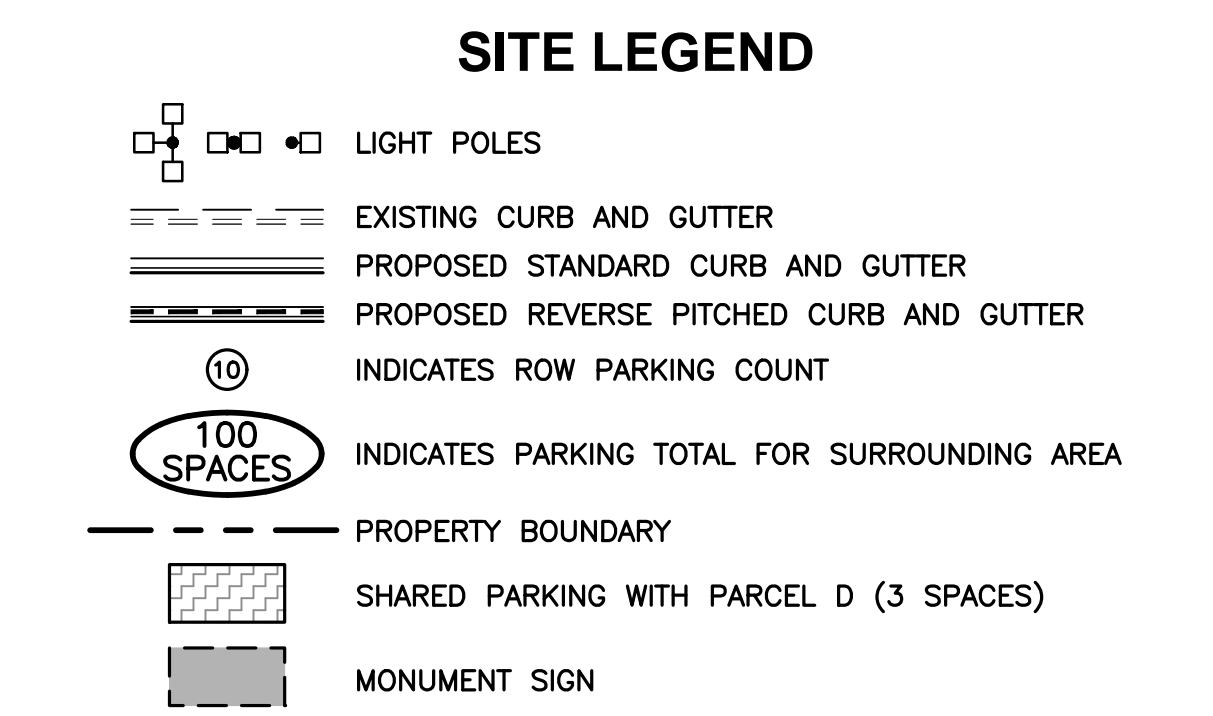 SITE LEGEND
LIGHT POLES
EXISTING CURB AND GUTTER
PROPOSED STANDARD CURB AND GUTTER
PROPOSED REVERSE PITCHED CURB AND GUTTER
10 INDICATES ROW PARKING COUNT
100
SPACES
INDICATES PARKING TOTAL FOR SURROUNDING AREA
PROPERTY BOUNDARY
SHARED PARKING WITH PARCEL D (3 SPACES)
MONUMENT SIGN